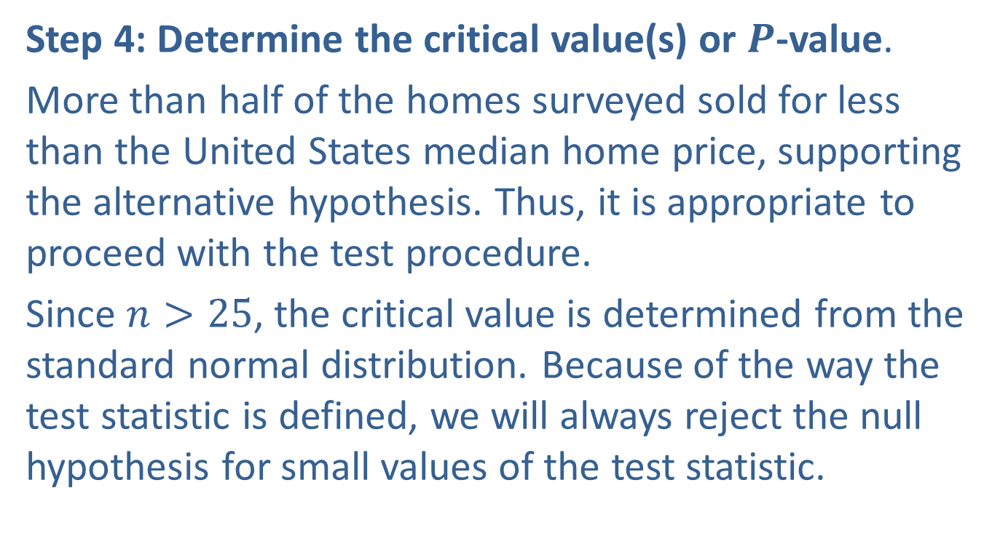 Step 4: Determine the critical value(s) or P-value.
More than half of the homes surveyed sold for less
than the United States median home price, supporting
the alternative hypothesis. Thus, it is appropriate to
proceed with the test procedure.
Since n > 25, the critical value is determined from the
standard normal distribution. Because of the way the
test statistic is defined, we will always reject the null
hypothesis for small values of the test statistic.